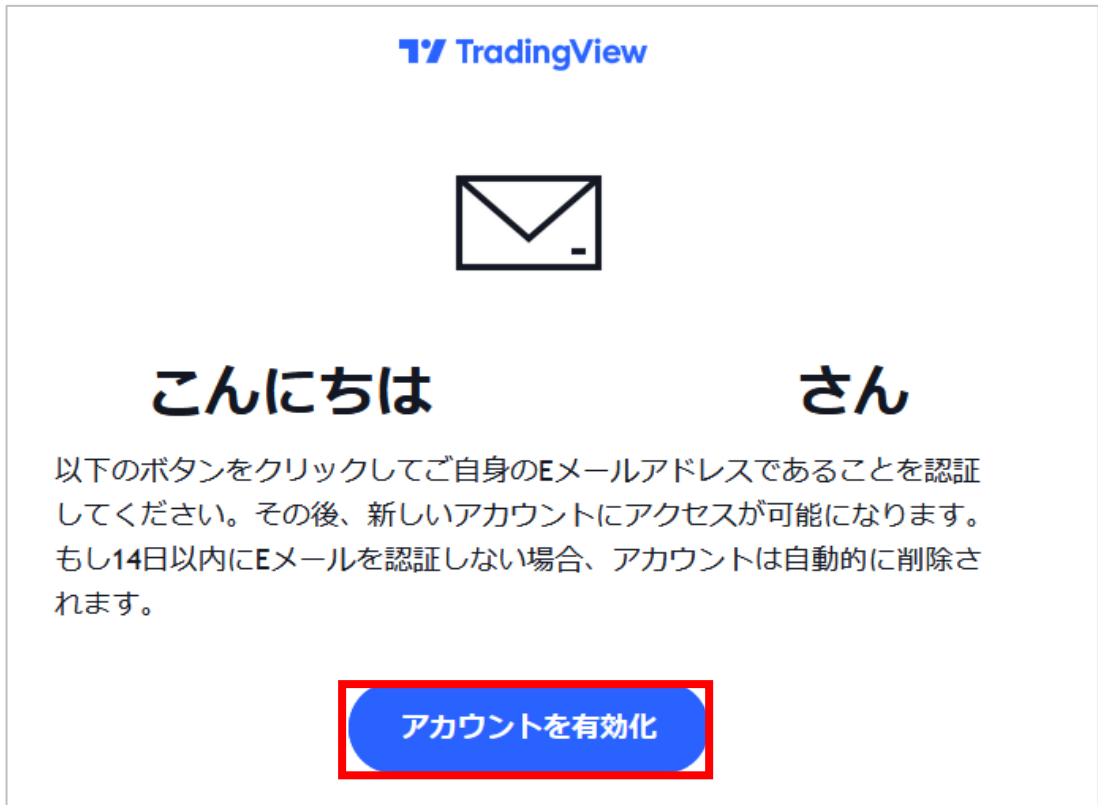 TradingView
こんにちは さん
以下のボタンをクリックしてご自身のEメールアドレスであることを認証
してください。その後、新しいアカウントにアクセスが可能になります。
もし14日以内にEメールを認証しない場合、アカウントは自動的に削除さ
れます。
アカウントを有効化